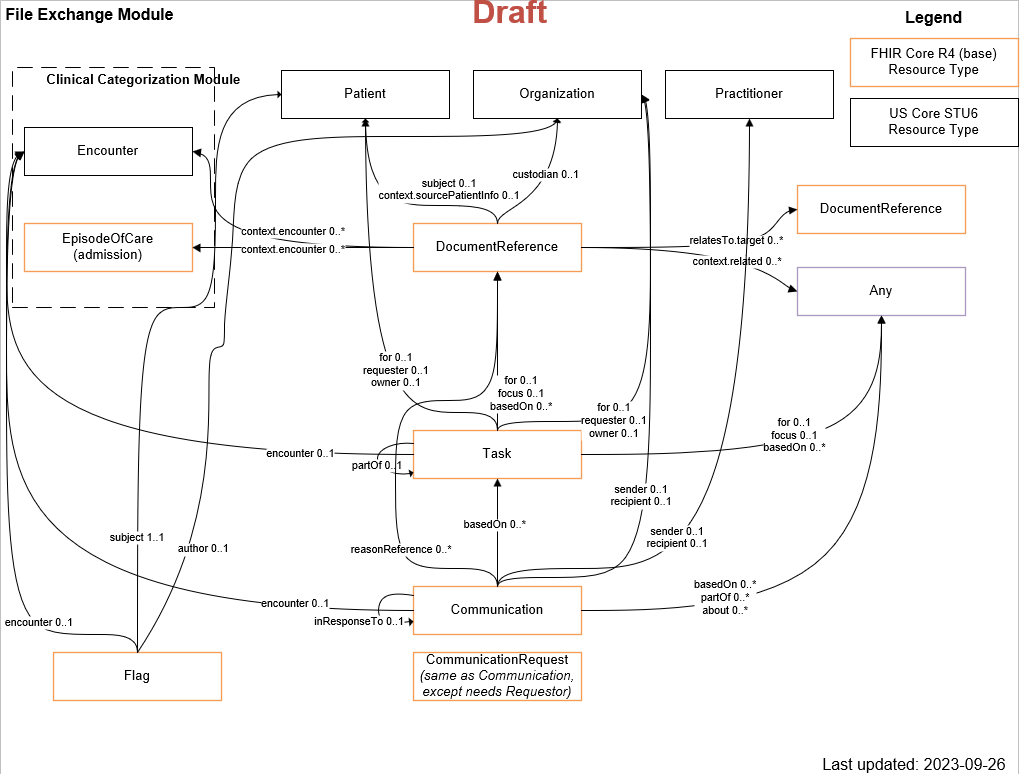 File Exchange Module
Draft
Legend
FHIR Core R4 (base)
Resource Type
US Core STU6
Resource Type
Clinical Categorization Module
Patient
Organization
Practitioner
Encounter
custodian 0..1
subject 0..1
context.sourcePatientInfo 0..1
EpisodeOfCare
(admission)
context.encounter 0..*
context.encounter 0..*
DocumentReference
relatesTo.target 0..*
context.related 0..*
DocumentReference
Any
for 0..1
requester 0..1
owner 0..1
for 0..1
focus 0..1
basedOn 0..*
for 0..1
requester 0..1
owner 0..1
for 0..1
focus 0..1
basedOn 0..*
encounter 0..1
partOf 0..1
Task
sender 0..1
recipient 0..1
basedOn 0..*
sender 0..1
recipient 0..1
subject 1..1
author 0..1
reasonReference 0..*
basedOn 0..*
partOf 0..*
about 0..*
encounter 0..1
inResponseTo 0..1
Communication
encounter 0..1
Flag
CommunicationRequest
(same as Communication,
except needs Requestor)
Last updated: 2023-09-26